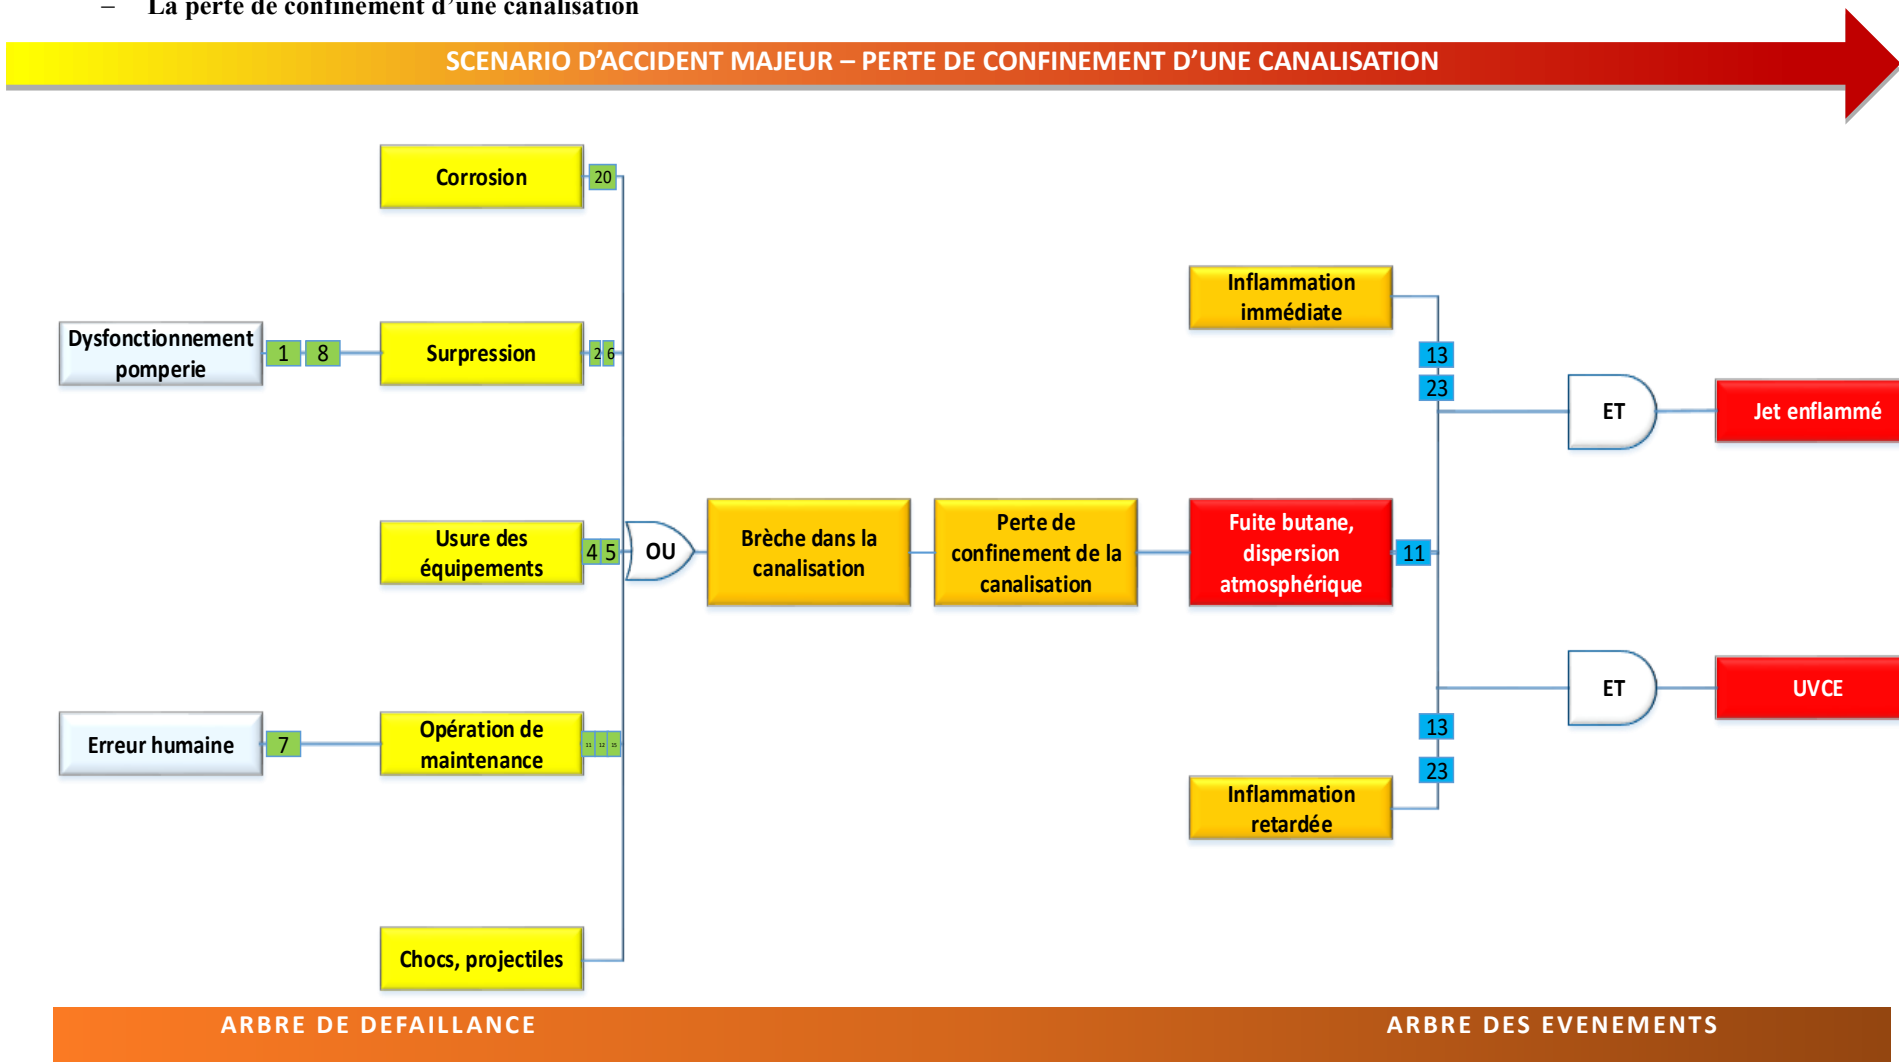 – La perte de confinement d’une canalisation
SCENARIO D’ACCIDENT MAJEUR – PERTE DE CONFINEMENT D’UNE CANALISATION
Corrosion
20
Dysfonctionnement
pomperie
1
8
Surpression
2
6
Usure des
équipements
4
5
OU
Erreur humaine
7
Opération de
maintenance
11
12
Chocs, projectiles
Brèche dans la
canalisation
Perte de
confinement de la
canalisation
Fuite butane,
dispersion
atmosphérique
11
Inflammation
immédiate
13
23
ET
Jet enflammé
ET
UVCE
13
23
Inflammation
retardée
ARBRE DE DEFAILLANCE
ARBRE DES EVENEMENTS